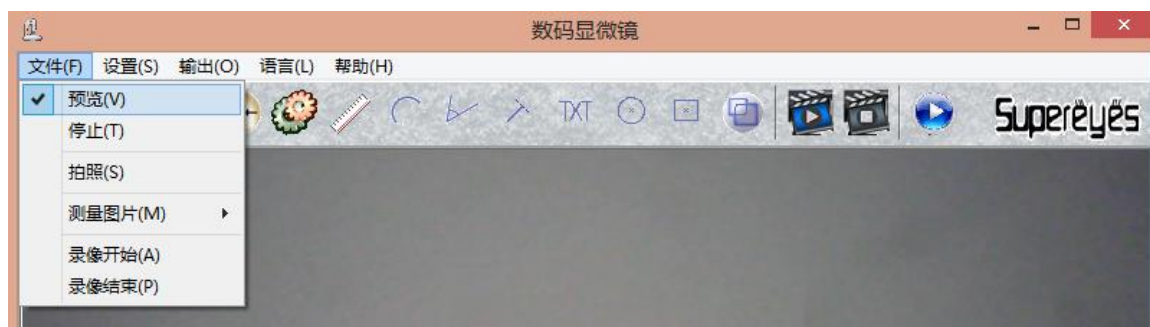 数码显微镜
文件(F) 设置(S) 输出(O) 语言(L) 帮助(H)
预览(V)
TXT
Supereyes
停止(T)
拍照(S)
测量图片(M)
录像开始(A)
录像结束(P)